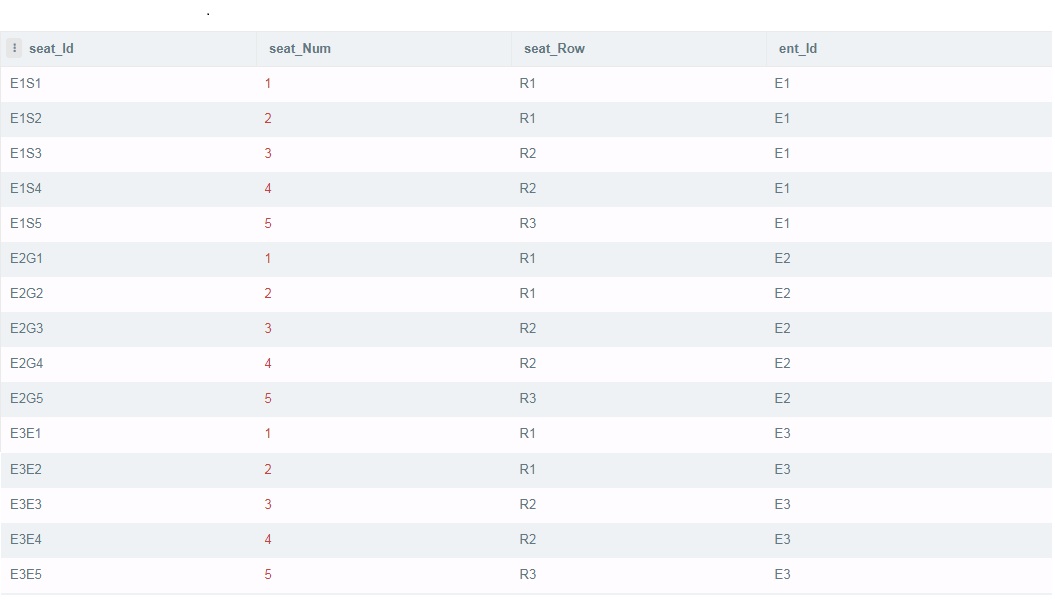 seat_Id seat_Num seat_Row ent_Id
E1S1 1 R1 E1
E1S2 2 R1 E1
E1S3 3 R2 E1
E1S4 4 R2 E1
E1S5 5 R3 E1
E2G1 1 R1 E2
E2G2 2 R1 E2
E2G3 3 R2 E2
E2G4 4 R2 E2
E2G5 5 R3 E2
E3E1 1 R1 E3
E3E2 2 R1 E3
E3E3 3 R2 E3
E3E4 4 R2 E3
E3E5 5 R3 E3